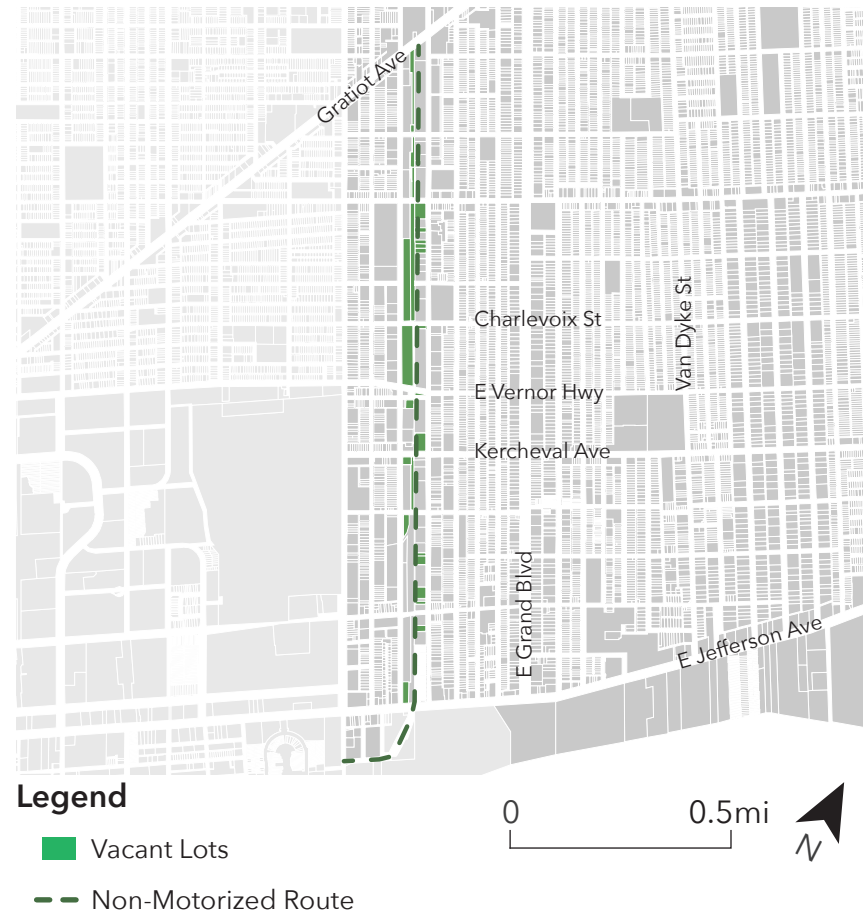 Gratiot Ave
Charlevoix St
Van Dyke St
E Vernor Hwy
Kercheval Ave
E Grand Blvd
E Jefferson Ave
Legend
0 0.5mi
N
Vacant Lots
Non-Motorized Route